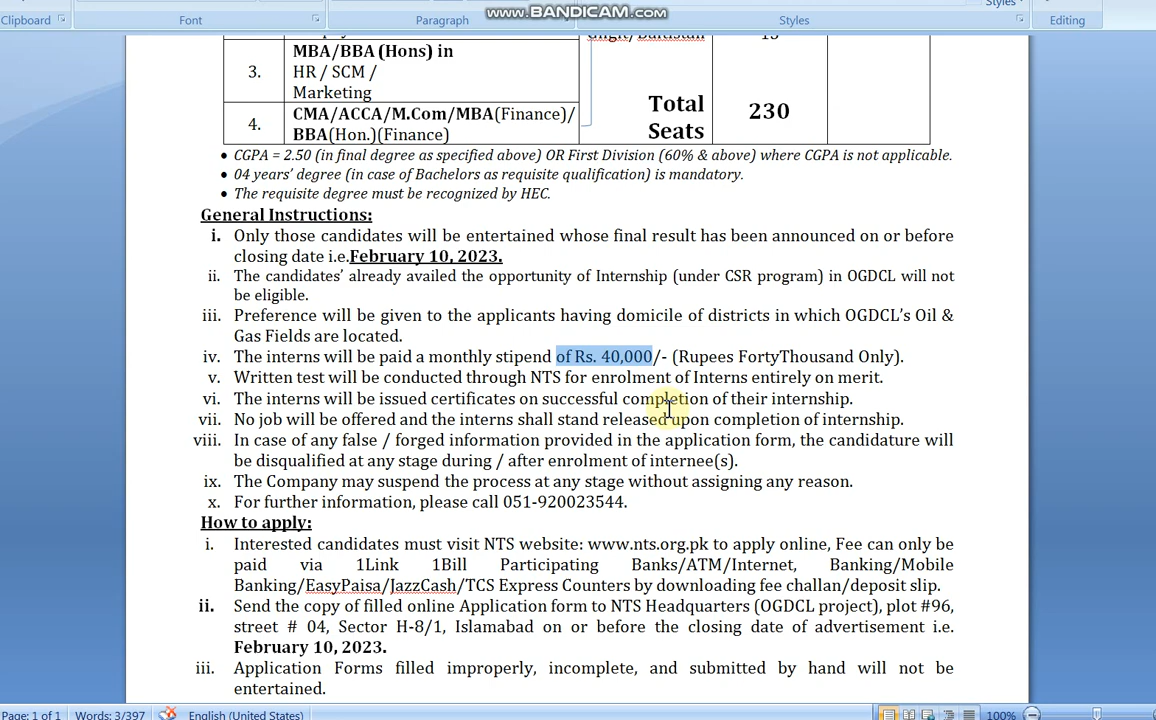 Styles
www.BANDICAM.com
Clipboard Font Paragraph Styles Editing
Gilgit/Baltistan 15
3. MBA/BBA (Hons) in
HR / SCM /
Marketing
4. CMA/ACCA/M.Com/MBA(Finance)/
BBA(Hon.)(Finance)
Total
Seats
230
• CGPA = 2.50 (in final degree as specified above) OR First Division (60% & above) where CGPA is not applicable.
• 04 years’ degree (in case of Bachelors as requisite qualification) is mandatory.
• The requisite degree must be recognized by HEC.
General Instructions:
i. Only those candidates will be entertained whose final result has been announced on or before
closing date i.e.February 10, 2023.
ii. The candidates’ already availed the opportunity of Internship (under CSR program) in OGDCL will not
be eligible.
iii. Preference will be given to the applicants having domicile of districts in which OGDCL’s Oil &
Gas Fields are located.
iv. The interns will be paid a monthly stipend of Rs. 40,000/- (Rupees FortyThousand Only).
v. Written test will be conducted through NTS for enrolment of Interns entirely on merit.
vi. The interns will be issued certificates on successful completion of their internship.
vii. No job will be offered and the interns shall stand released upon completion of internship.
viii. In case of any false / forged information provided in the application form, the candidature will
be disqualified at any stage during / after enrolment of internee(s).
ix. The Company may suspend the process at any stage without assigning any reason.
x. For further information, please call 051-920023544.
How to apply:
i. Interested candidates must visit NTS website: www.nts.org.pk to apply online, Fee can only be
paid via 1Link 1Bill Participating Banks/ATM/Internet, Banking/Mobile
Banking/EasyPaisa/JazzCash/TCS Express Counters by downloading fee challan/deposit slip.
ii. Send the copy of filled online Application form to NTS Headquarters (OGDCL project), plot #96,
street # 04, Sector H-8/1, Islamabad on or before the closing date of advertisement i.e.
February 10, 2023.
iii. Application Forms filled improperly, incomplete, and submitted by hand will not be
entertained.
Page: 1 of 1 Words: 3/397 English (United States) 100%